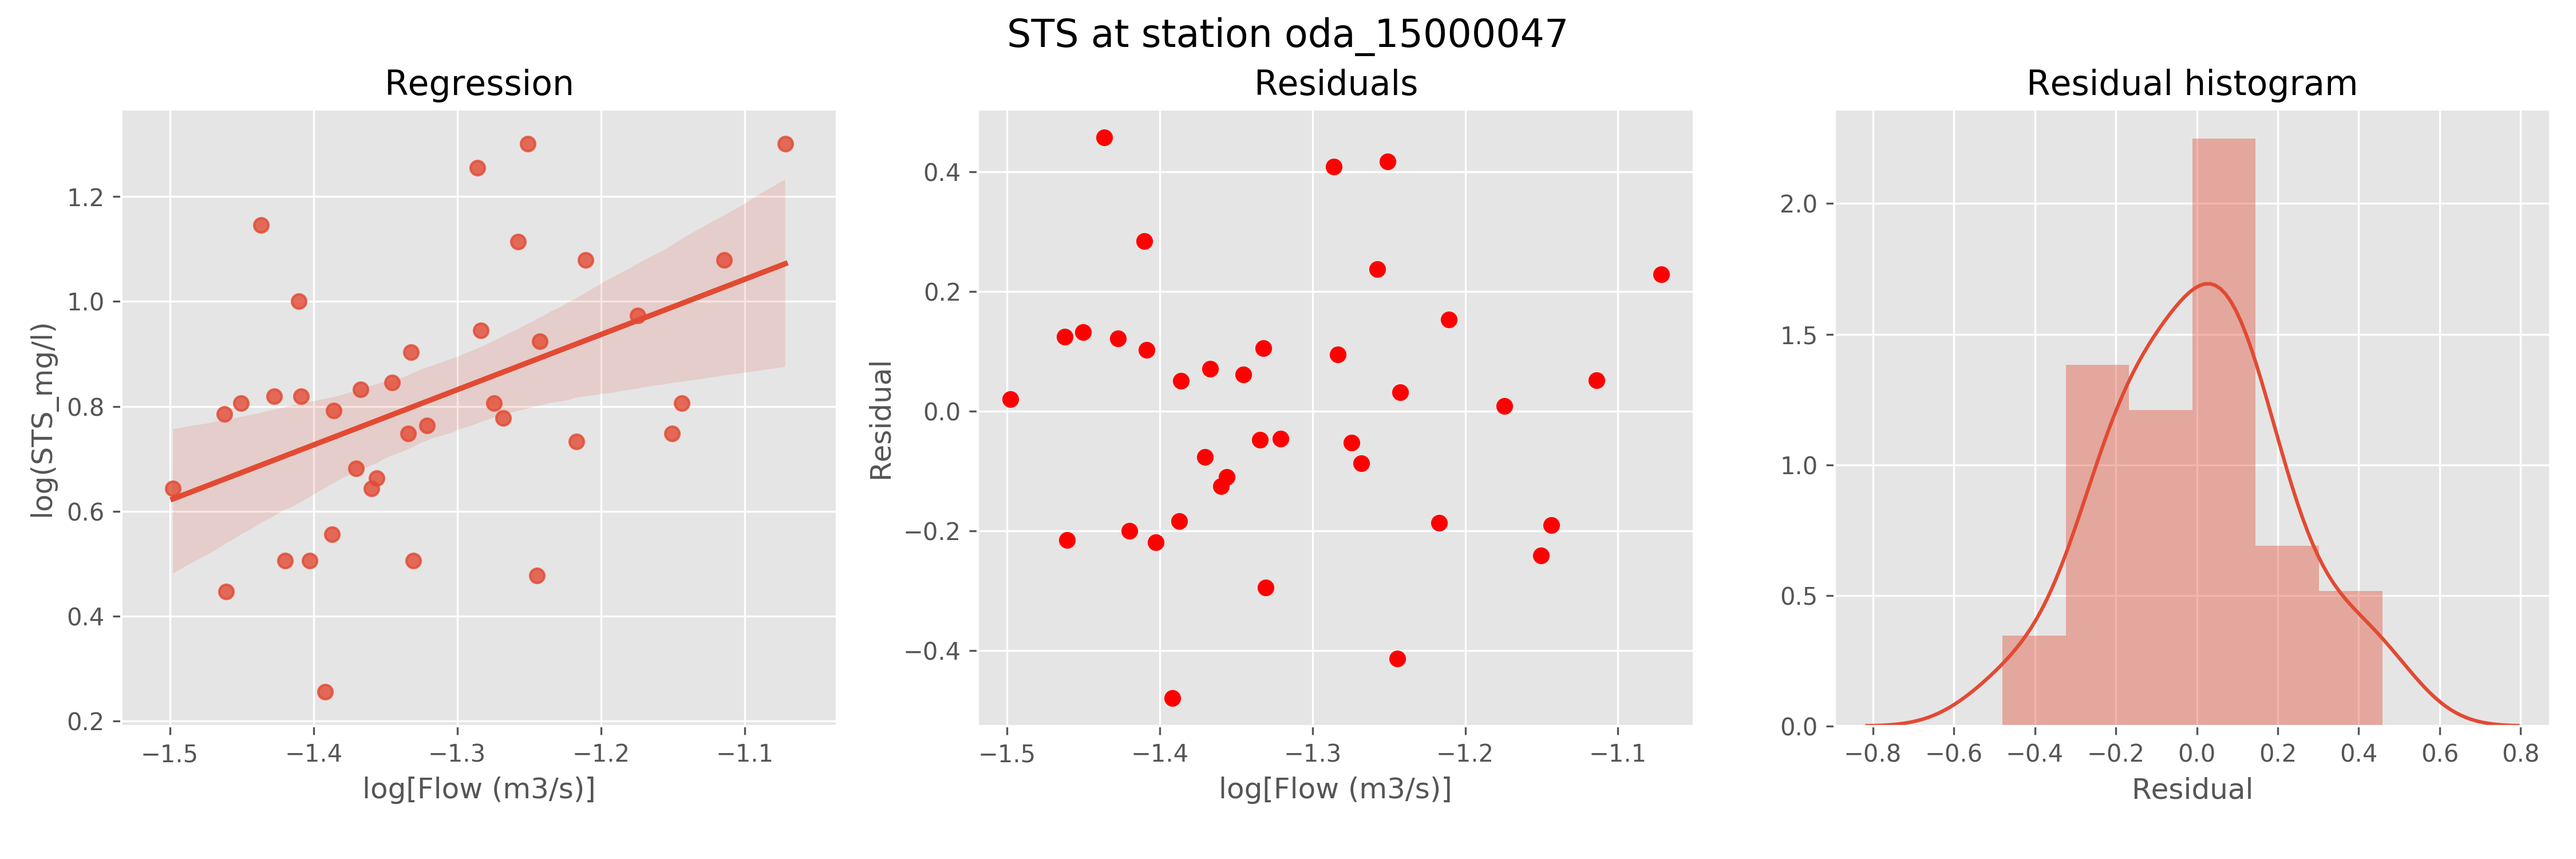 STS at station oda_15000047
Regression
1.2
1.0
0.8
0.6
0.4
0.2
log(STS_mg/l)
−1.5 −1.4 −1.3 −1.2 −1.1
log[Flow (m3/s)]
Residuals
0.4
0.2
0.0
−0.2
−0.4
Residual
−1.5 −1.4 −1.3 −1.2 −1.1
log[Flow (m3/s)]
Residual histogram
2.0
1.5
1.0
0.5
0.0
−0.8 −0.6 −0.4 −0.2 0.0 0.2 0.4 0.6 0.8
Residual